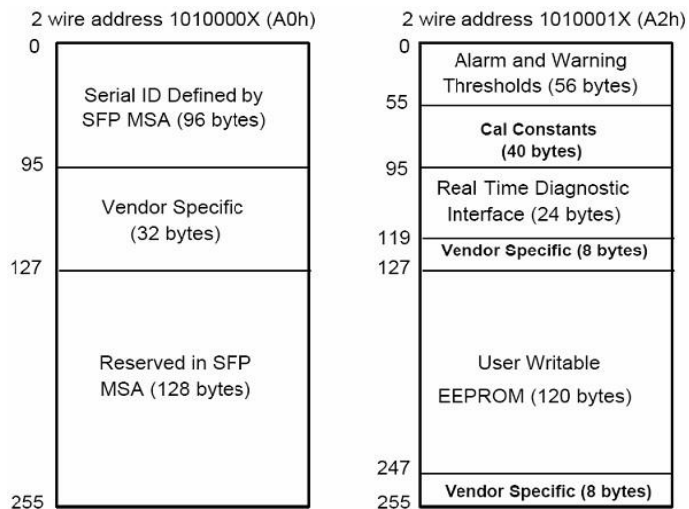 2 wire address 1010000X (A0h)
0
Serial ID Defined by
SFP MSA (96 bytes)
95
Vendor Specific
(32 bytes)
127
Reserved in SFP
MSA (128 bytes)
255
2 wire address 1010001X (A2h)
0
Alarm and Warning
Thresholds (56 bytes)
55
Cal Constants
(40 bytes)
95
Real Time Diagnostic
Interface (24 bytes)
119
Vendor Specific (8 bytes)
127
User Writable
EEPROM (120 bytes)
247
Vendor Specific (8 bytes)
255